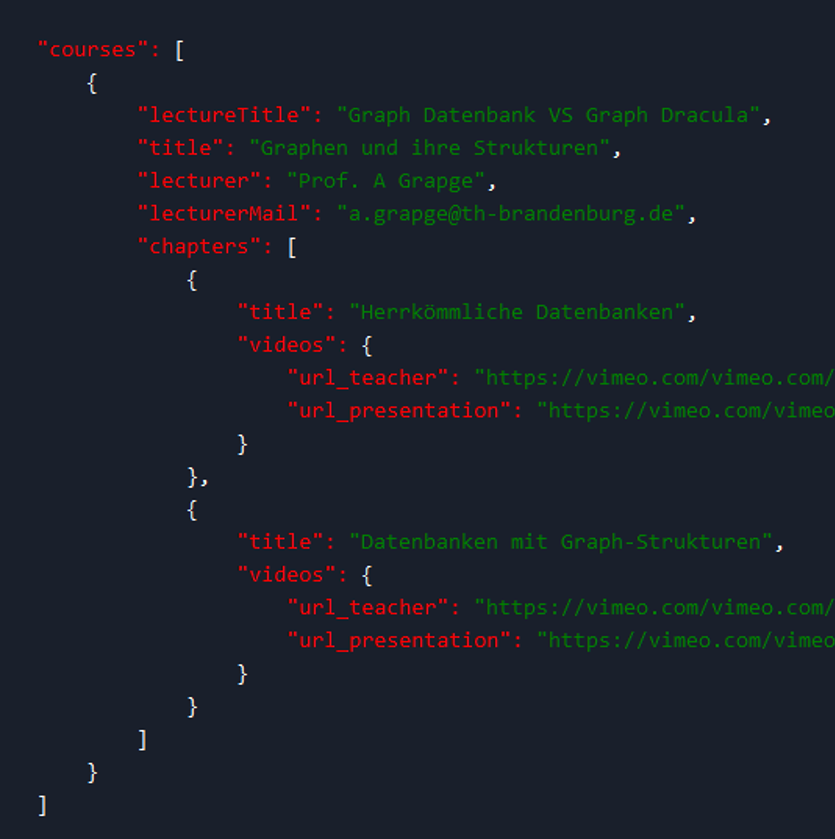 "courses": [
{
"lectureTitle": "Graph Datenbank VS Graph Dracula",
"title": "Graphen und ihre Strukturen",
"lecturer": "Prof. A Grapge",
"lecturerMail": "a.grapge@th-brandenburg.de",
"chapters": [
{
"title": "Herrkömmliche Datenbanken",
"videos": {
"url_teacher": "https://vimeo.com/vimeo.com/
"url_presentation": "https://vimeo.com/vimeo
}
},
{
"title": "Datenbanken mit Graph-Strukturen",
"videos": {
"url_teacher": "https://vimeo.com/vimeo.com/
"url_presentation": "https://vimeo.com/vimeo
}
}
]
}
]